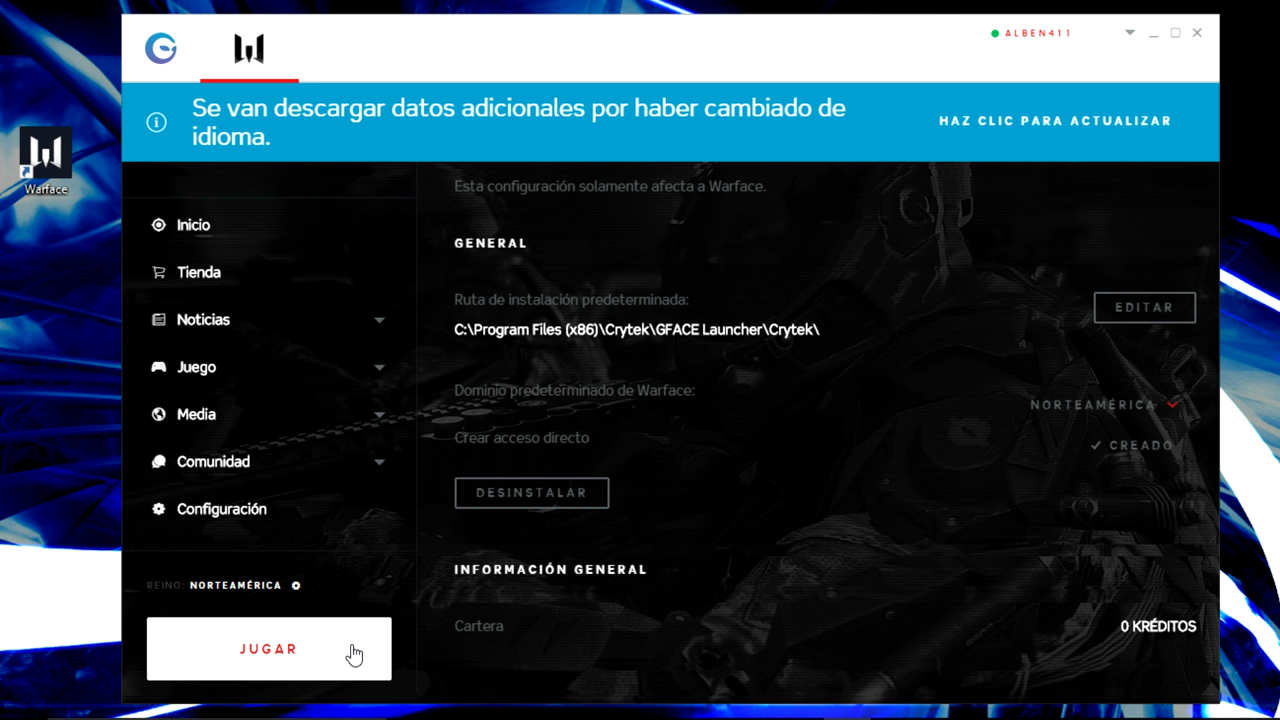 ALBEN411
Se van descargar datos adicionales por haber cambiado de
idioma.
HAZ CLIC PARA ACTUALIZAR
Warface
Esta configuración solamente afecta a Warface.
Inicio
GENERAL
Tienda
Ruta de instalación predeterminada:
EDITAR
Noticias
C:\Program Files (x86)\Crytek\GFACE Launcher\Crytek\
Juego
Dominio predeterminado de Warface:
NORTEAMÉRICA
Media
Crear acceso directo
CREADO
Comunidad
DESINSTALAR
Configuración
INFORMACIÓN GENERAL
REINO: NORTEAMÉRICA
Cartera
0 KRÉDITOS
JUGAR